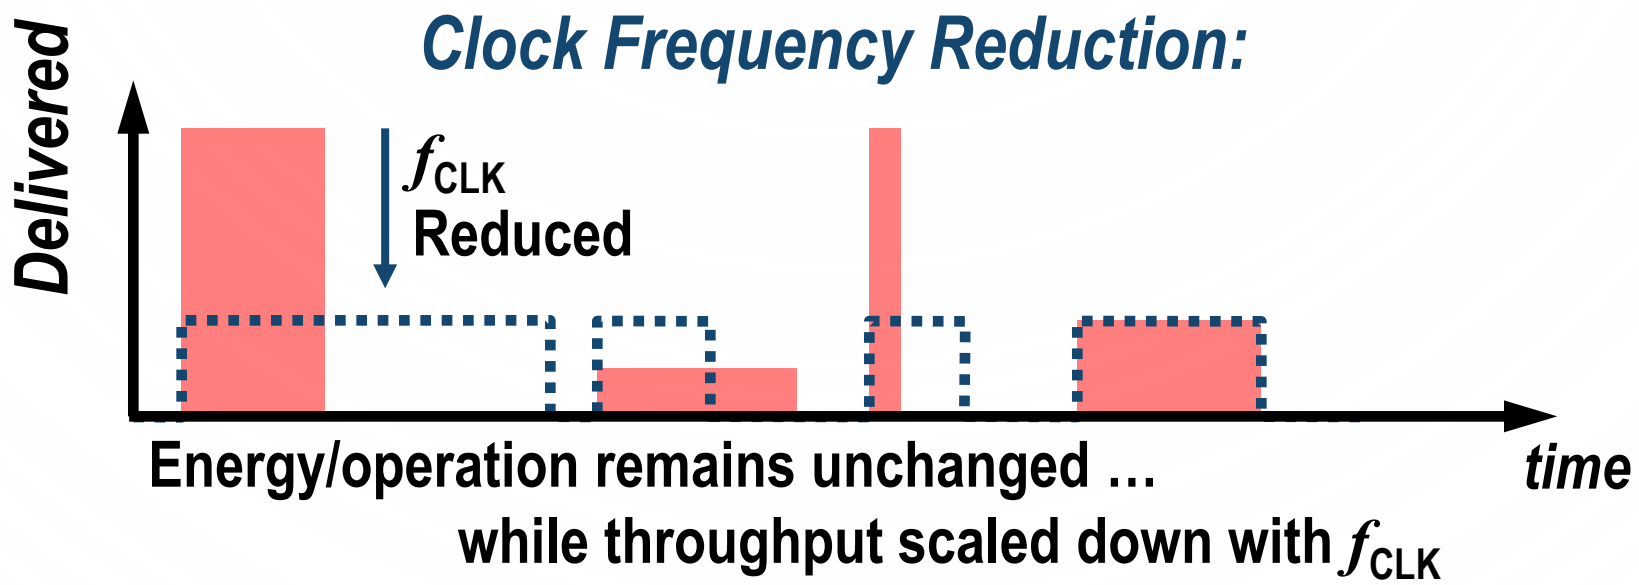 Clock Frequency Reduction:
Delivered
fCLK
Reduced
time
Energy/operation remains unchanged …
while throughput scaled down with fCLK